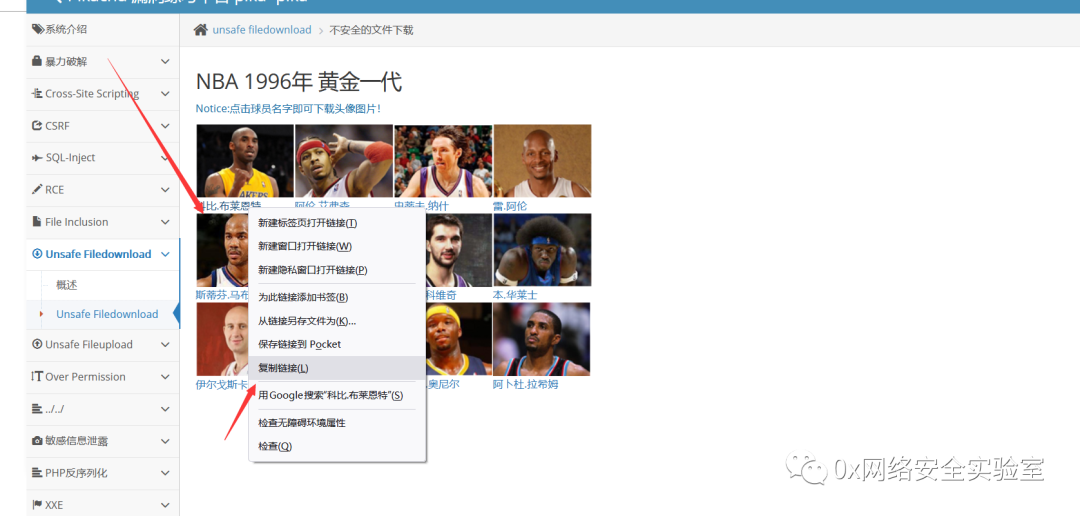 系统介绍
暴力破解
Cross-Site Scripting
CSRF
SQL-Inject
RCE
File Inclusion
Unsafe Filedownload
概述
Unsafe Filedownload
Unsafe Fileupload
Over Permission
../../
敏感信息泄露
PHP反序列化
XXE
unsafe filedownload > 不安全的文件下载
NBA 1996年 黄金一代
Notice:点击球员名字即可下载头像图片!
科比.布莱恩特 阿伦.艾弗森 史蒂夫.纳什 雷.阿伦
斯蒂芬.马布 科维奇 本.华莱士
伊尔戈斯卡 .奥尼尔 阿卜杜.拉希姆
新建标签页打开链接(T)
新建窗口打开链接(W)
新建隐私窗口打开链接(P)
为此链接添加书签(B)
从链接另存文件为(K)...
保存链接到 Pocket
复制链接(L)
用Google搜索“科比.布莱恩特”(S)
检查无障碍环境属性
检查(Q)
0x网络安全实验室